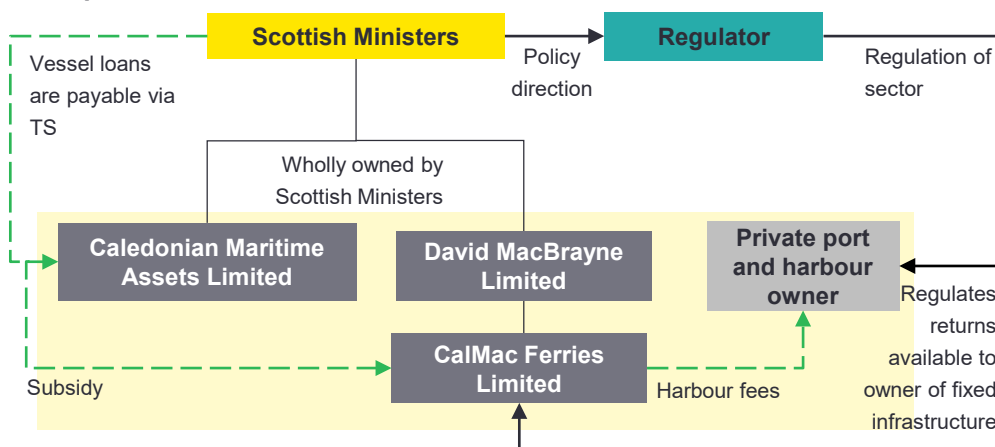 Scottish Ministers
Regulator
Vessel loans
are payable via
TS
Policy
direction
Regulation of
sector
Wholly owned by
Scottish Ministers
Caledonian Maritime
Assets Limited
David MacBrayne
Limited
Private port
and harbour
owner
Regulates
returns
available to
owner of fixed
infrastructure
CalMac Ferries
Limited
Subsidy
Harbour fees